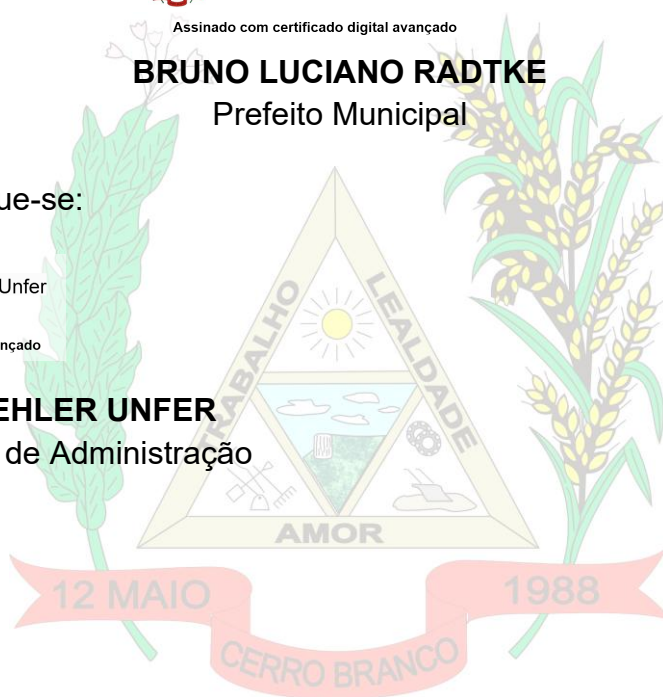 Assinado com certificado digital avançado
BRUNO LUCIANO RADTKE
Prefeito Municipal
ue-se:
Unfer
nçado
EHLER UNFER
de Administração
TRABALHO
LEALDADE
AMOR
12 MAIO
1988
CERRO BRANCO